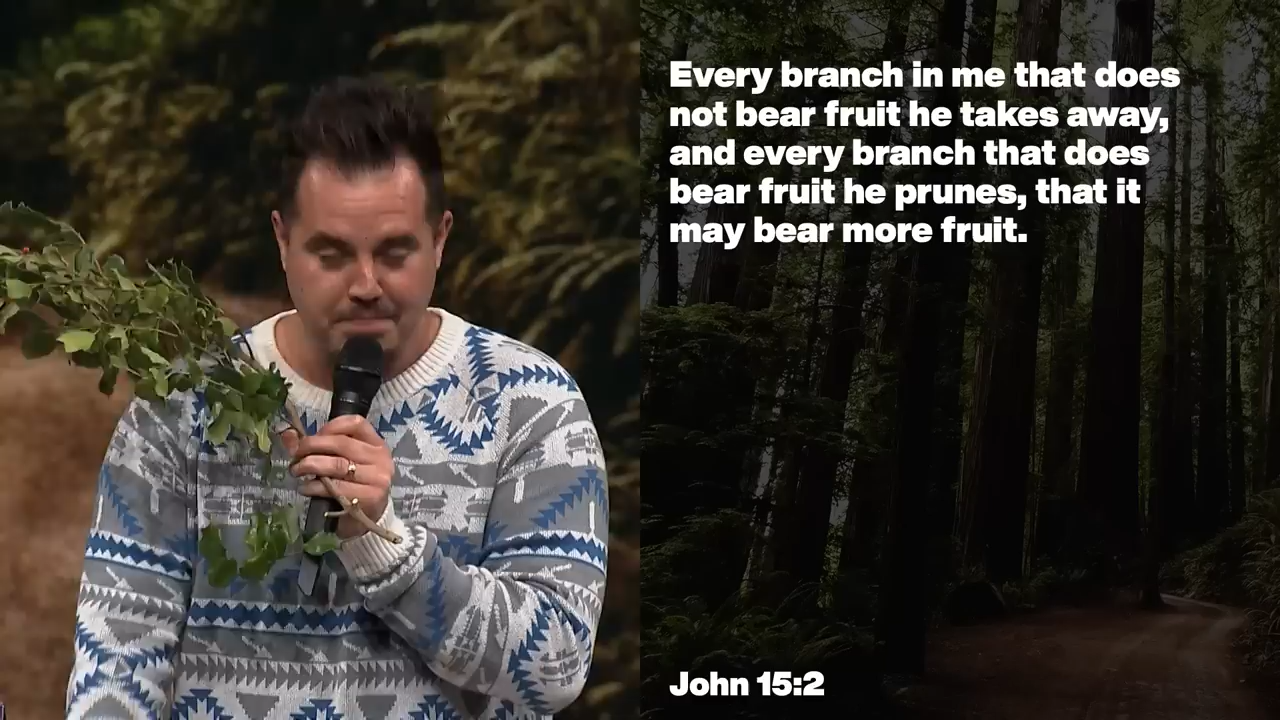 Every branch in me that does
not bear fruit he takes away,
and every branch that does
bear fruit he prunes, that it
may bear more fruit.
John 15:2